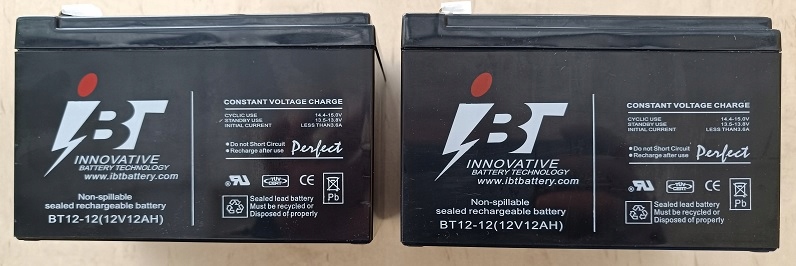 iBT
INNOVATIVE
BATTERY TECHNOLOGY
www.ibtbattery.com
Non-spillable
sealed rechargeable battery
BT12-12(12V12AH)
CONSTANT VOLTAGE CHARGE
CYCLIC USE 14.4-15.0V
STANDBY USE 13.5-13.8V
INITIAL CURRENT LESS THAN3.6A
● Do not Short Circuit
● Recharge after use
Perfect
CE
Pb
Sealed lead battery
Must be recycled or
Disposed of properly
iBT
INNOVATIVE
BATTERY TECHNOLOGY
www.ibtbattery.com
Non-spillable
sealed rechargeable battery
BT12-12(12V12AH)
CONSTANT VOLTAGE CHARGE
CYCLIC USE 14.4-15.0V
STANDBY USE 13.5-13.8V
INITIAL CURRENT LESS THAN3.6A
● Do not Short Circuit
● Recharge after use
Perfect
CE
Pb
Sealed lead battery
Must be recycled or
Disposed of properly